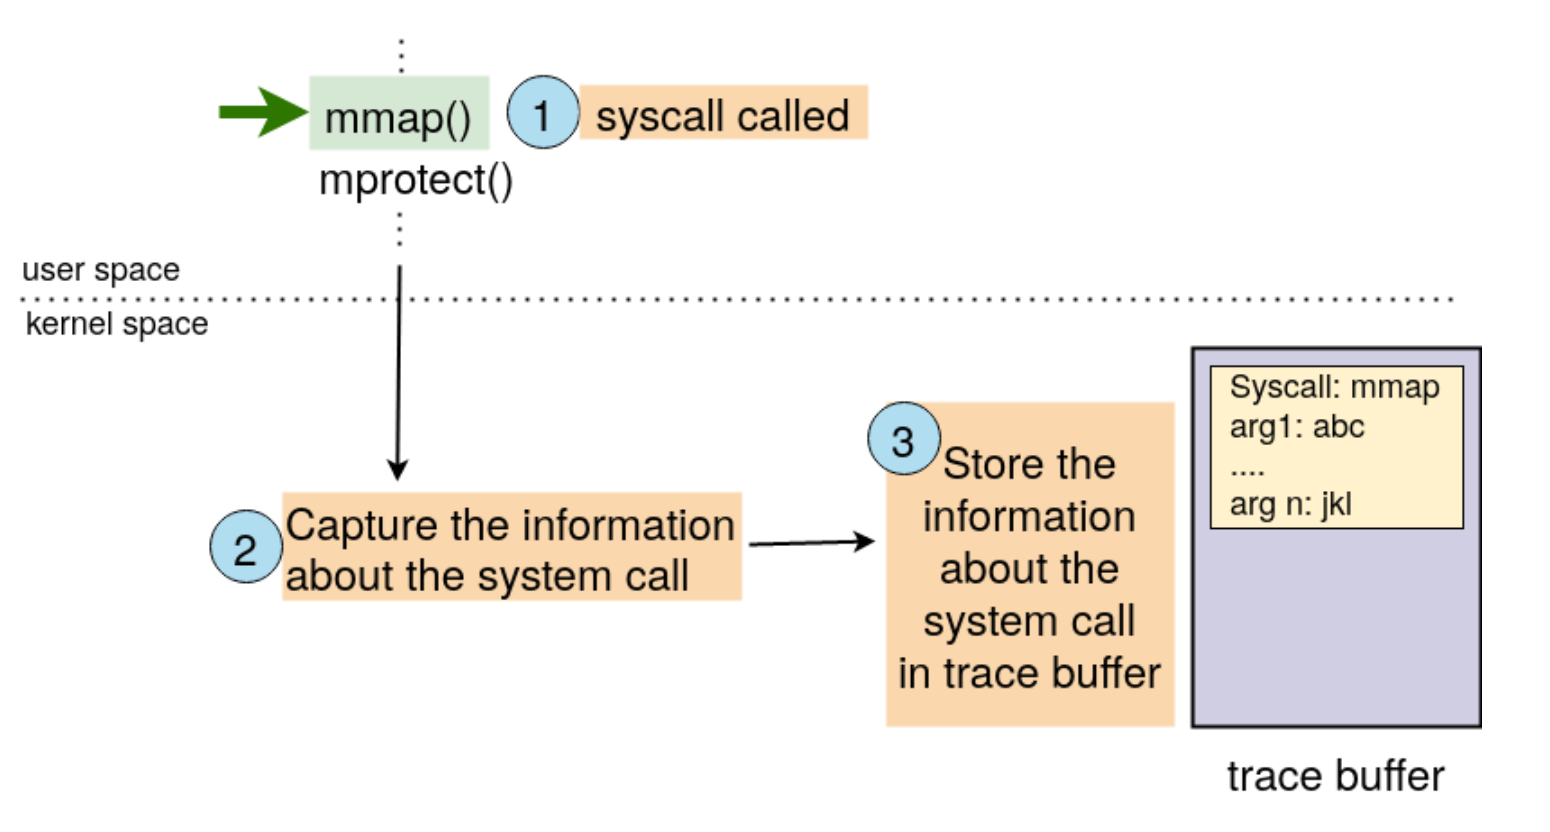 mmap()
1
syscall called
mprotect()
user space
kernel space
2
Capture the information
about the system call
3
Store the
information
about the
system call
in trace buffer
Syscall: mmap
arg1: abc
....
arg n: jkl
trace buffer